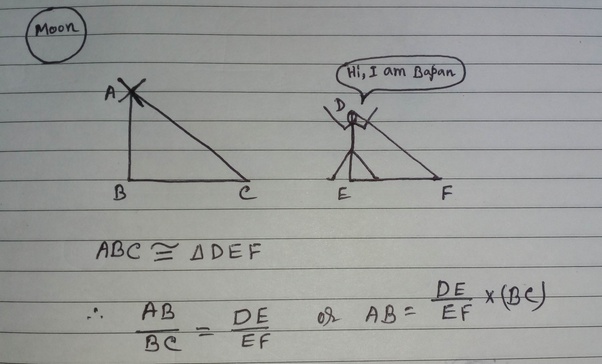 Moon
Hi, I am Bapan
A
D
B
C
E
F
ABC ≅ ΔDEF
∴ AB/BC = DE/EF or AB = DE/EF × (BC)